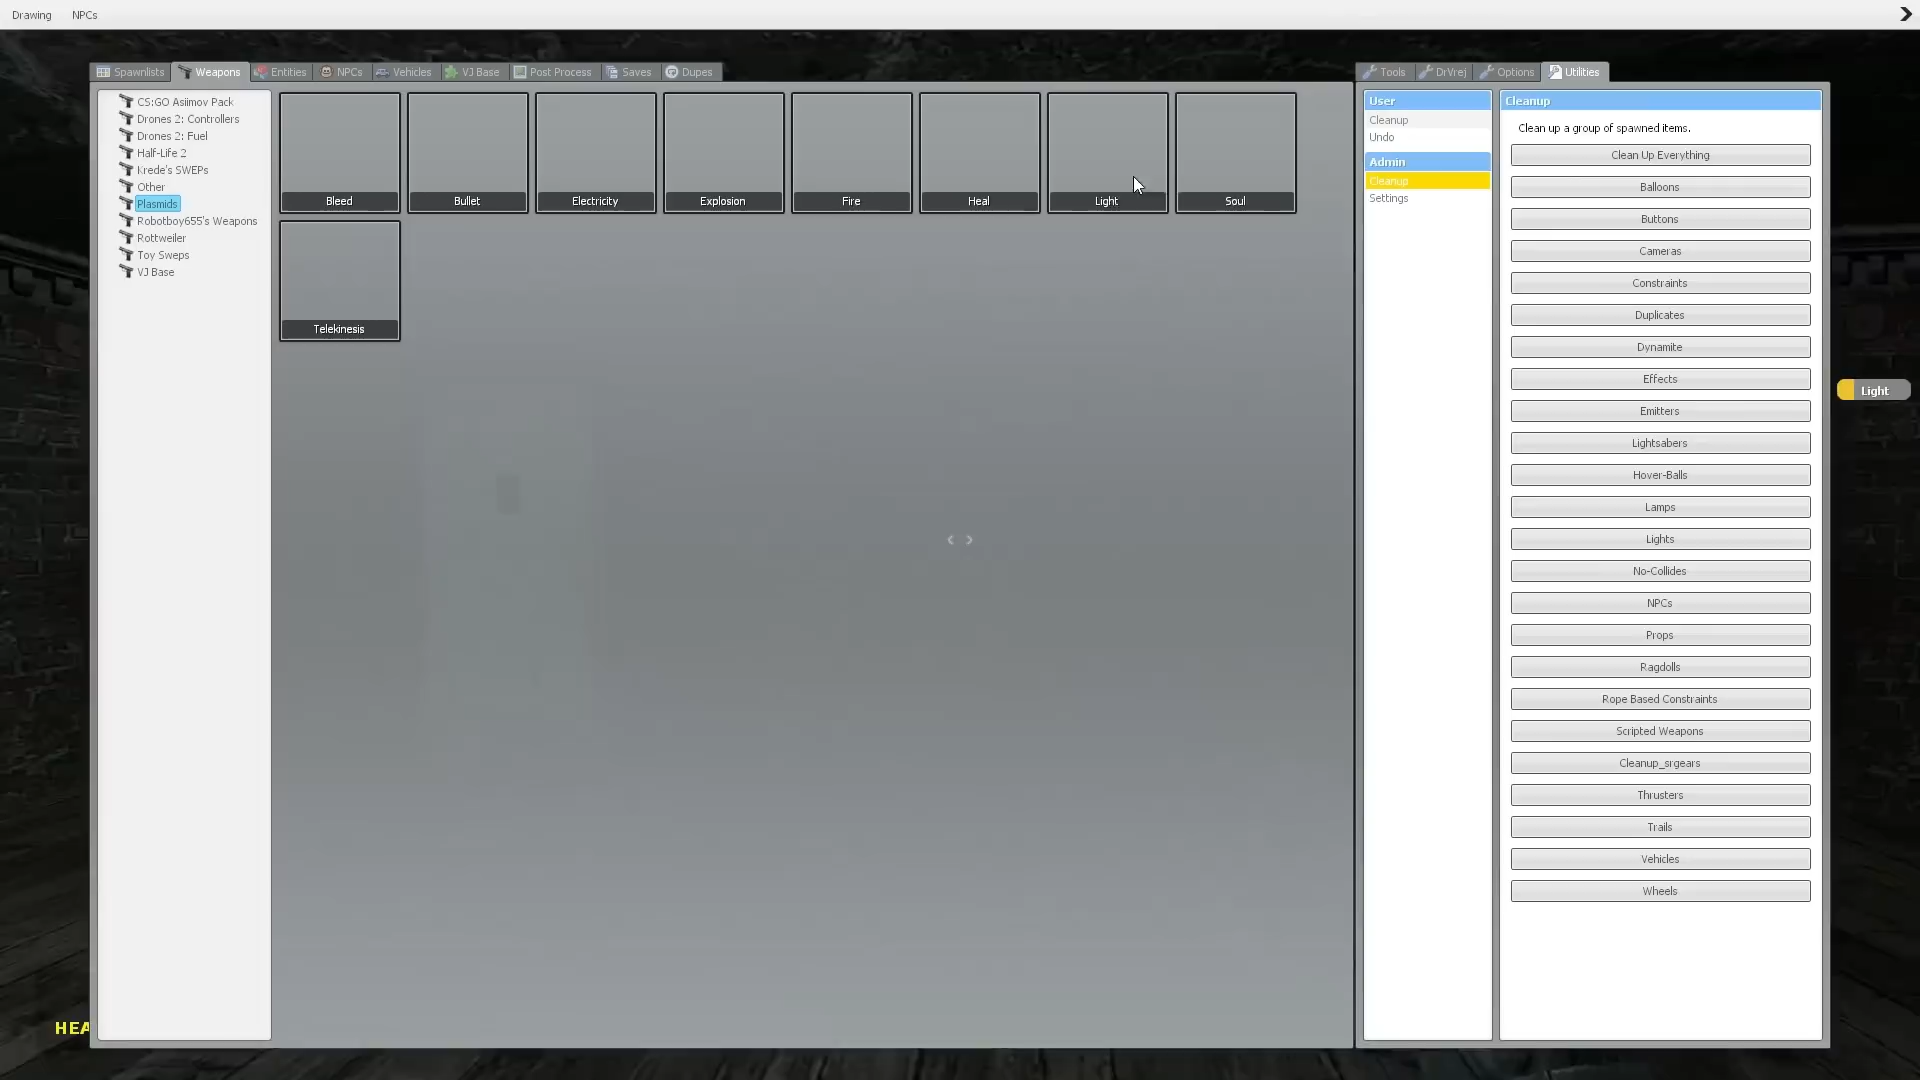 Drawing NPCs
Spawnlists Weapons Entities NPCs Vehicles VJ Base Post Process Saves Dupes
Tools DrVrej Options Utilities
CS:GO Asiimov Pack
Drones 2: Controllers
Drones 2: Fuel
Half-Life 2
Krede's SWEPs
Other
Plasmids
Robotboy655's Weapons
Rottweiler
Toy Sweps
VJ Base
Bleed Bullet Electricity Explosion Fire Heal Light Soul
Telekinesis
User
Cleanup
Undo
Admin
Cleanup
Settings
Cleanup
Clean up a group of spawned items.
Clean Up Everything
Balloons
Buttons
Cameras
Constraints
Duplicates
Dynamite
Effects
Emitters
Lightsabers
Hover-Balls
Lamps
Lights
No-Collides
NPCs
Props
Ragdolls
Rope Based Constraints
Scripted Weapons
Cleanup_srgears
Thrusters
Trails
Vehicles
Wheels
Light
HEA